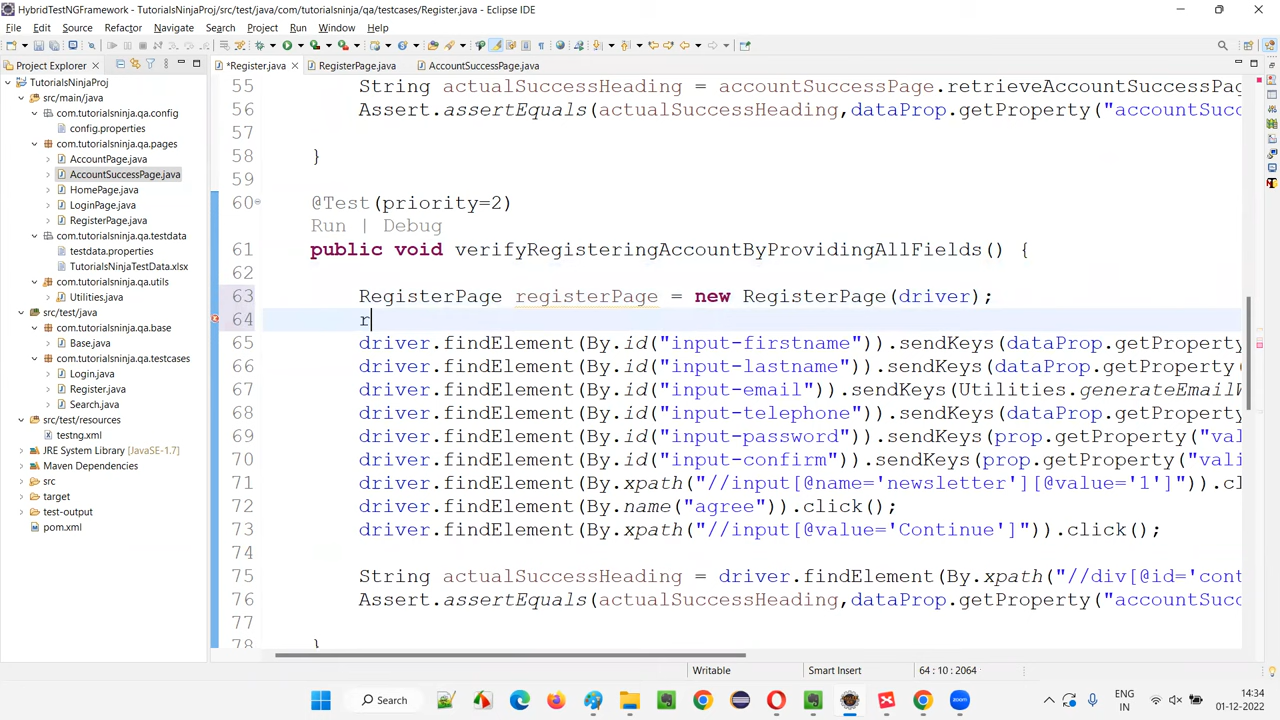 HybridTestNGFramework - TutorialsNinjaProj/src/test/java/com/tutorialsninja/qa/testcases/Register.java - Eclipse IDE
File Edit Source Refactor Navigate Search Project Run Window Help
Project Explorer
*Register.java RegisterPage.java AccountSuccessPage.java
TutorialsNinjaProj
src/main/java
com.tutorialsninja.qa.config
config.properties
com.tutorialsninja.qa.pages
AccountPage.java
AccountSuccessPage.java
HomePage.java
LoginPage.java
RegisterPage.java
com.tutorialsninja.qa.testdata
testdata.properties
TutorialsNinjaTestData.xlsx
com.tutorialsninja.qa.utils
Utilities.java
src/test/java
com.tutorialsninja.qa.base
Base.java
com.tutorialsninja.qa.testcases
Login.java
Register.java
Search.java
src/test/resources
testng.xml
JRE System Library [JavaSE-1.7]
Maven Dependencies
src
target
test-output
pom.xml
55 String actualSuccessHeading = accountSuccessPage.retrieveAccountSuccessPa
56 Assert.assertEquals(actualSuccessHeading,dataProp.getProperty("accountSucc
57
58 }
59
60 @Test(priority=2)
Run | Debug
61 public void verifyRegisteringAccountByProvidingAllFields() {
62
63 RegisterPage registerPage = new RegisterPage(driver);
64 r
65 driver.findElement(By.id("input-firstname")).sendKeys(dataProp.getProperty
66 driver.findElement(By.id("input-lastname")).sendKeys(dataProp.getProperty(
67 driver.findElement(By.id("input-email")).sendKeys(Utilities.generateEmailW
68 driver.findElement(By.id("input-telephone")).sendKeys(dataProp.getProperty
69 driver.findElement(By.id("input-password")).sendKeys(prop.getProperty("val
70 driver.findElement(By.id("input-confirm")).sendKeys(prop.getProperty("vali
71 driver.findElement(By.xpath("//input[@name='newsletter'][@value='1']")).cl
72 driver.findElement(By.name("agree")).click();
73 driver.findElement(By.xpath("//input[@value='Continue']")).click();
74
75 String actualSuccessHeading = driver.findElement(By.xpath("//div[@id='cont
76 Assert.assertEquals(actualSuccessHeading,dataProp.getProperty("accountSucc
77
78 }
Writable Smart Insert 64 : 10 : 2064
Search
ENG
IN
14:34
01-12-2022